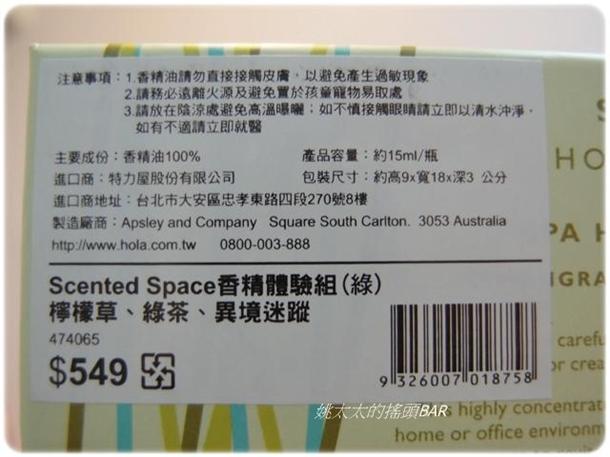 注意事項：1.香精油請勿直接接觸皮膚，以避免產生過敏現象
2.請務必遠離火源及避免置於孩童寵物易取處
3.請放在陰涼處避免高溫曝曬；如不慎接觸眼睛請立即以清水沖淨，
如有不適請立即就醫
主要成份：香精油100%
產品容量：約15ml/瓶
進口商：特力屋股份有限公司
包裝尺寸：約高9x寬18x深3 公分
進口商地址：台北市大安區忠孝東路四段270號8樓
製造廠商：Apsley and Company Square South Carlton. 3053 Australia
http://www.hola.com.tw 0800-003-888
Scented Space香精體驗組(綠)
檸檬草、綠茶、異境迷蹤
474065
$549
9 326007 018758
S
HO
PA H
GRA
careful
or crea
s highly concentrat
home or office environm
姚太太的搖頭BAR